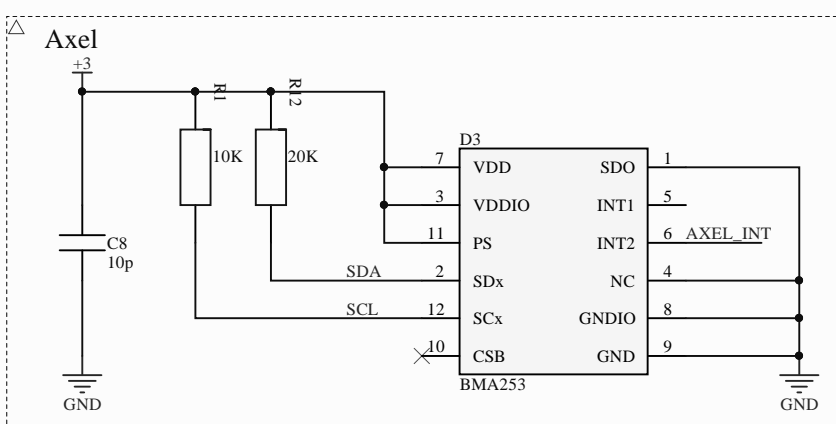 Axel
+3
R1
R12
10K
20K
C8
10p
GND
SDA
SCL
D3
7 VDD SDO 1
3 VDDIO INT1 5
11 PS INT2 6 AXEL_INT
2 SDx NC 4
12 SCx GNDIO 8
10 CSB GND 9
BMA253
GND